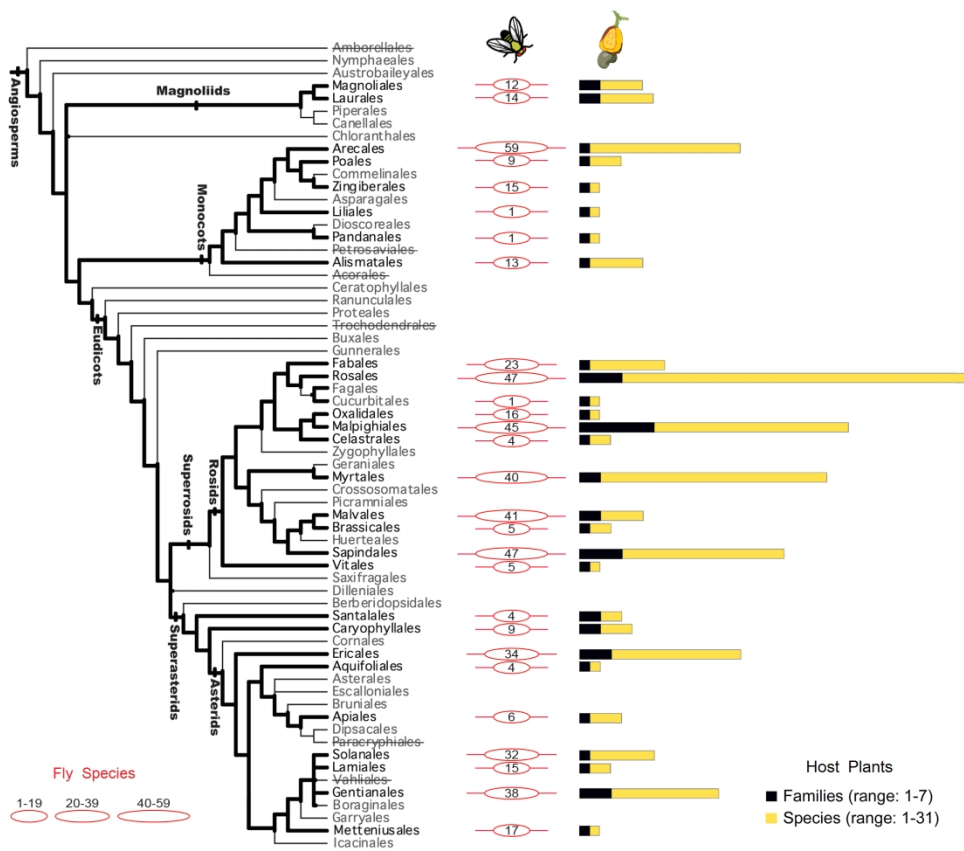 Amborellales
Nymphaeales
Austrobaileyales
Angiosperms
Magnoliids
Magnoliales 12
Laurales 14
Piperales
Canellales
Chloranthales
Arecales 59
Poales 9
Commelinales
Zingiberales 15
Asparagales
Monocots
Liliales 1
Dioscoreales
Pandanales 1
Petrosaviales
Alismatales 13
Acorales
Ceratophyllales
Ranunculales
Proteales
Eudicots
Trochodendrales
Buxales
Gunnerales
Fabales 23
Rosales 47
Fagales
Cucurbitales 1
Oxalidales 16
Malpighiales 45
Celastrales 4
Zygophyllales
Geraniales
Myrtales 40
Superrosids
Rosids
Crossosomatales
Picramniales
Malvales 41
Brassicales 5
Huerteales
Sapindales 47
Vitales 5
Saxifragales
Dilleniales
Berberidopsidales
Santalales 4
Caryophyllales 9
Superasterids
Cornales
Ericales 34
Asterids
Aquifoliales 4
Asterales
Escalloniales
Bruniales
Apiales 6
Dipsacales
Paracryphiales
Solanales 32
Lamiales 15
Vahliales
Gentianales 38
Boraginales
Garryales
Metteniusales 17
Icacinales
Fly Species
1-19 20-39 40-59
Host Plants
Families (range: 1-7)
Species (range: 1-31)